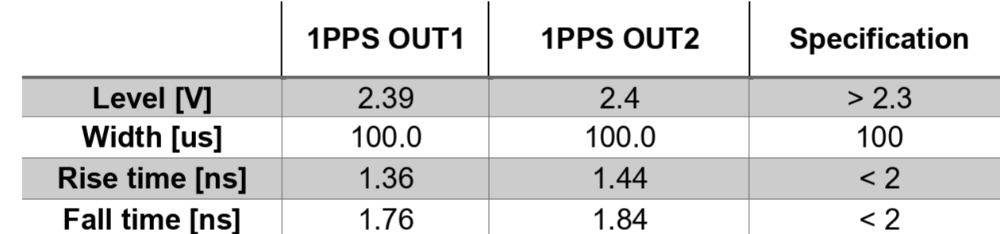 1PPS OUT1 1PPS OUT2 Specification
Level [V] 2.39 2.4 > 2.3
Width [us] 100.0 100.0 100
Rise time [ns] 1.36 1.44 < 2
Fall time [ns] 1.76 1.84 < 2